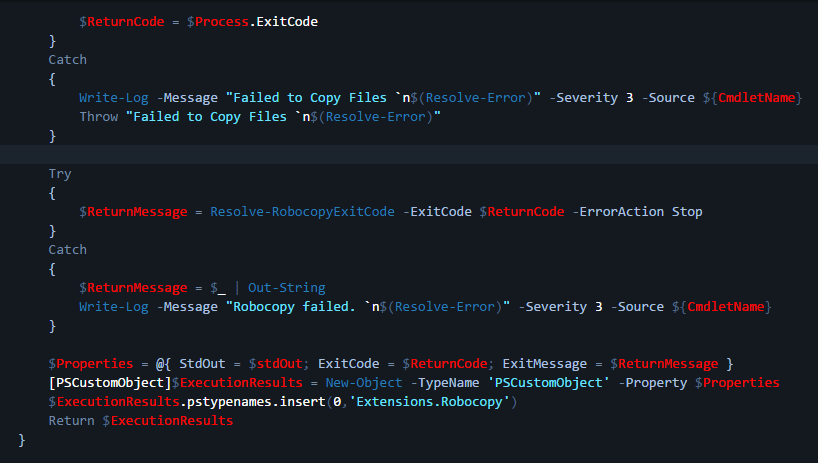 $ReturnCode = $Process.ExitCode
}
Catch
{
Write-Log -Message "Failed to Copy Files `n$(Resolve-Error)" -Severity 3 -Source ${CmdletName}
Throw "Failed to Copy Files `n$(Resolve-Error)"
}
Try
{
$ReturnMessage = Resolve-RobocopyExitCode -ExitCode $ReturnCode -ErrorAction Stop
}
Catch
{
$ReturnMessage = $_ | Out-String
Write-Log -Message "Robocopy failed. `n$(Resolve-Error)" -Severity 3 -Source ${CmdletName}
}
$Properties = @{ StdOut = $stdOut; ExitCode = $ReturnCode; ExitMessage = $ReturnMessage }
[PSCustomObject]$ExecutionResults = New-Object -TypeName 'PSCustomObject' -Property $Properties
$ExecutionResults.pstypenames.insert(0,'Extensions.Robocopy')
Return $ExecutionResults
}